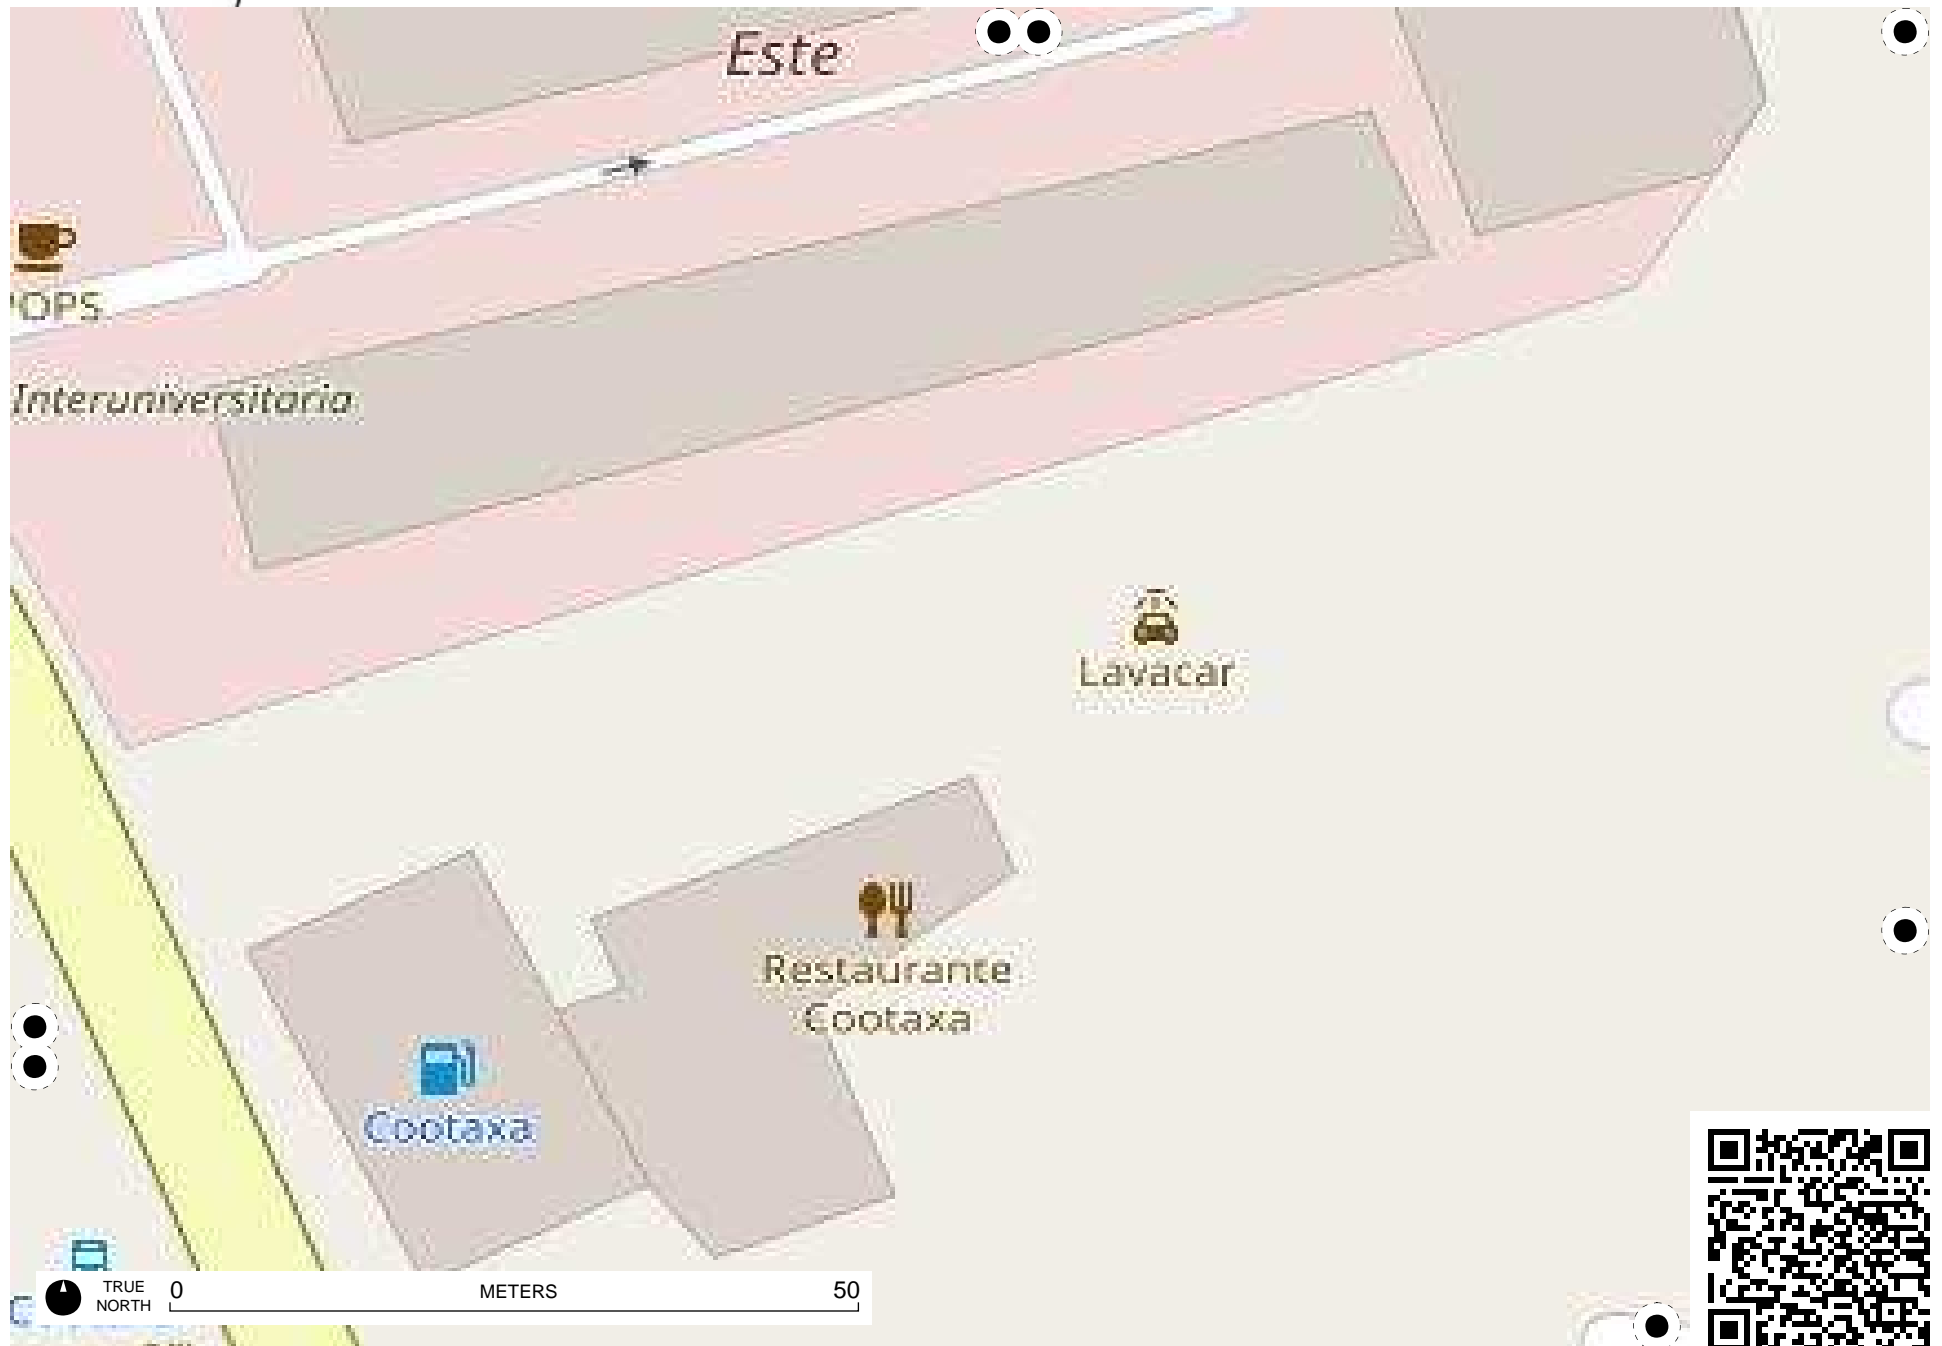 Este
OPS
Interuniversitaria
Lavacar
Restaurante
Cootaxa
Cootaxa
TRUE
NORTH
0
METERS
50